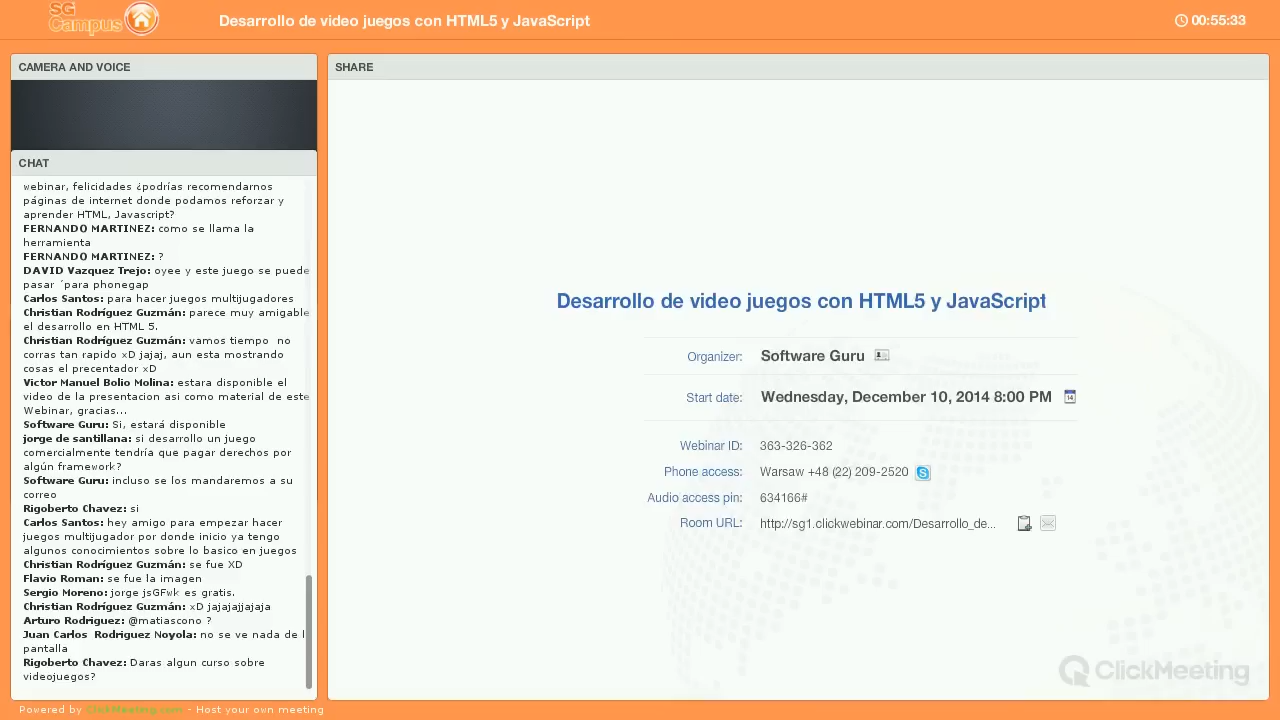 SG
Campus
Desarrollo de video juegos con HTML5 y JavaScript
00:55:33
CAMERA AND VOICE
CHAT
webinar, felicidades ¿podrías recomendarnos
páginas de internet donde podamos reforzar y
aprender HTML, Javascript?
FERNANDO MARTINEZ: como se llama la
herramienta
FERNANDO MARTINEZ: ?
DAVID Vazquez Trejo: oyee y este juego se puede
pasar ´para phonegap
Carlos Santos: para hacer juegos multijugadores
Christian Rodríguez Guzmán: parece muy amigable
el desarrollo en HTML 5.
Christian Rodríguez Guzmán: vamos tiempo no
corras tan rapido xD jajaj, aun esta mostrando
cosas el precentador xD
Victor Manuel Bolio Molina: estara disponible el
video de la presentacion asi como material de este
Webinar, gracias...
Software Guru: Si, estará disponible
jorge de santillana: si desarrollo un juego
comercialmente tendría que pagar derechos por
algún framework?
Software Guru: incluso se los mandaremos a su
correo
Rigoberto Chavez: si
Carlos Santos: hey amigo para empezar hacer
juegos multijugador por donde inicio ya tengo
algunos conocimientos sobre lo basico en juegos
Christian Rodríguez Guzmán: se fue XD
Flavio Roman: se fue la imagen
Sergio Moreno: jorge jsGFwk es gratis.
Christian Rodríguez Guzmán: xD jajajajjajaja
Arturo Rodriguez: @matiascono ?
Juan Carlos Rodriguez Noyola: no se ve nada de l
pantalla
Rigoberto Chavez: Daras algun curso sobre
videojuegos?
Powered by ClickMeeting.com - Host your own meeting
SHARE
Desarrollo de video juegos con HTML5 y JavaScript
Organizer: Software Guru
Start date: Wednesday, December 10, 2014 8:00 PM
14
Webinar ID: 363-326-362
Phone access: Warsaw +48 (22) 209-2520
Audio access pin: 634166#
Room URL: http://sg1.clickwebinar.com/Desarrollo_de...
ClickMeeting